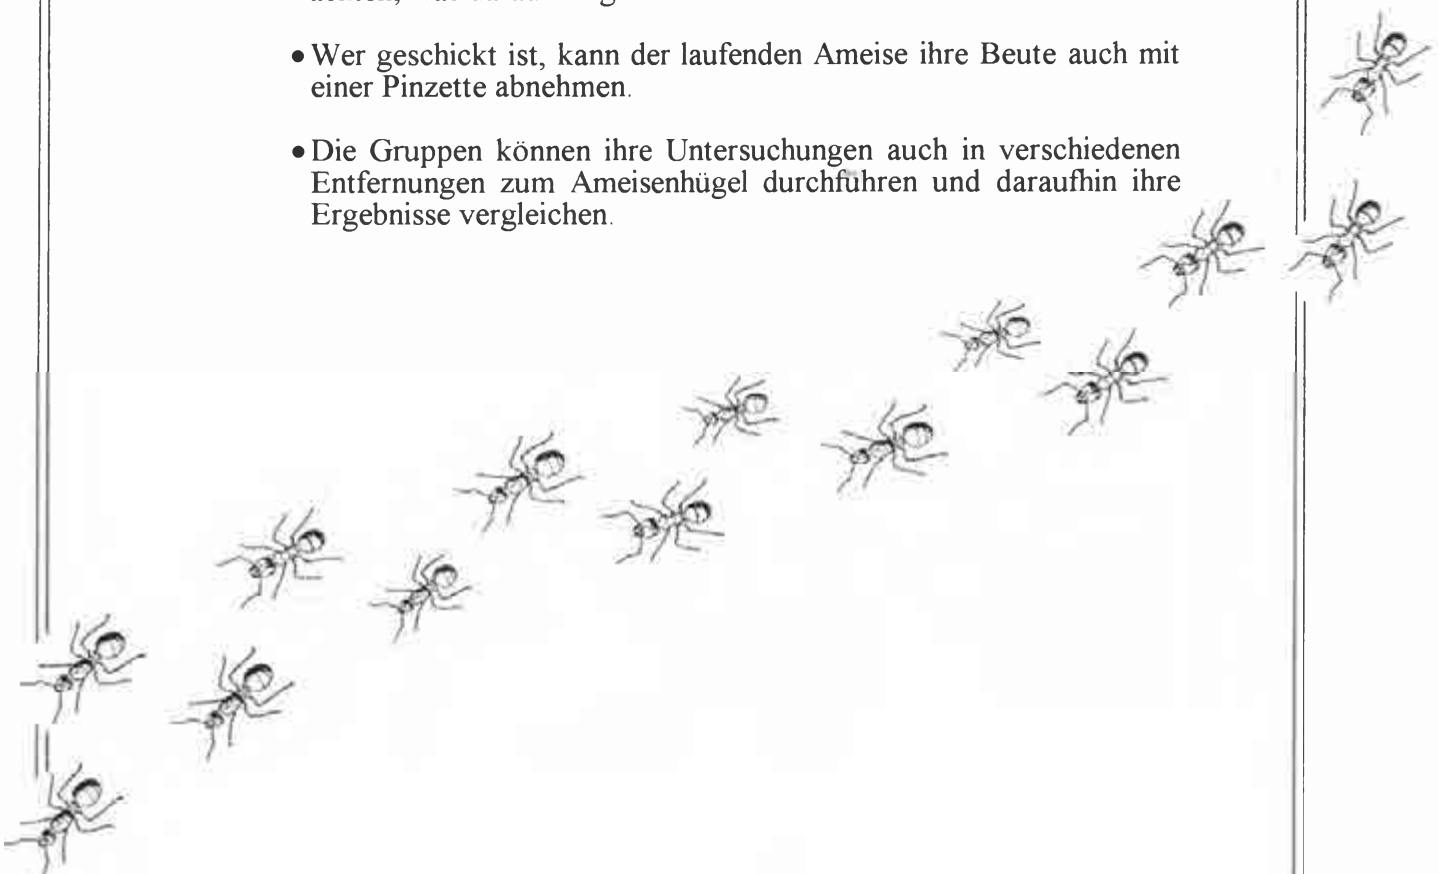 • Wer geschickt ist, kann der laufenden Ameise ihre Beute auch mit
einer Pinzette abnehmen.
• Die Gruppen können ihre Untersuchungen auch in verschiedenen
Entfernungen zum Ameisenhügel durchführen und daraufhin ihre
Ergebnisse vergleichen.